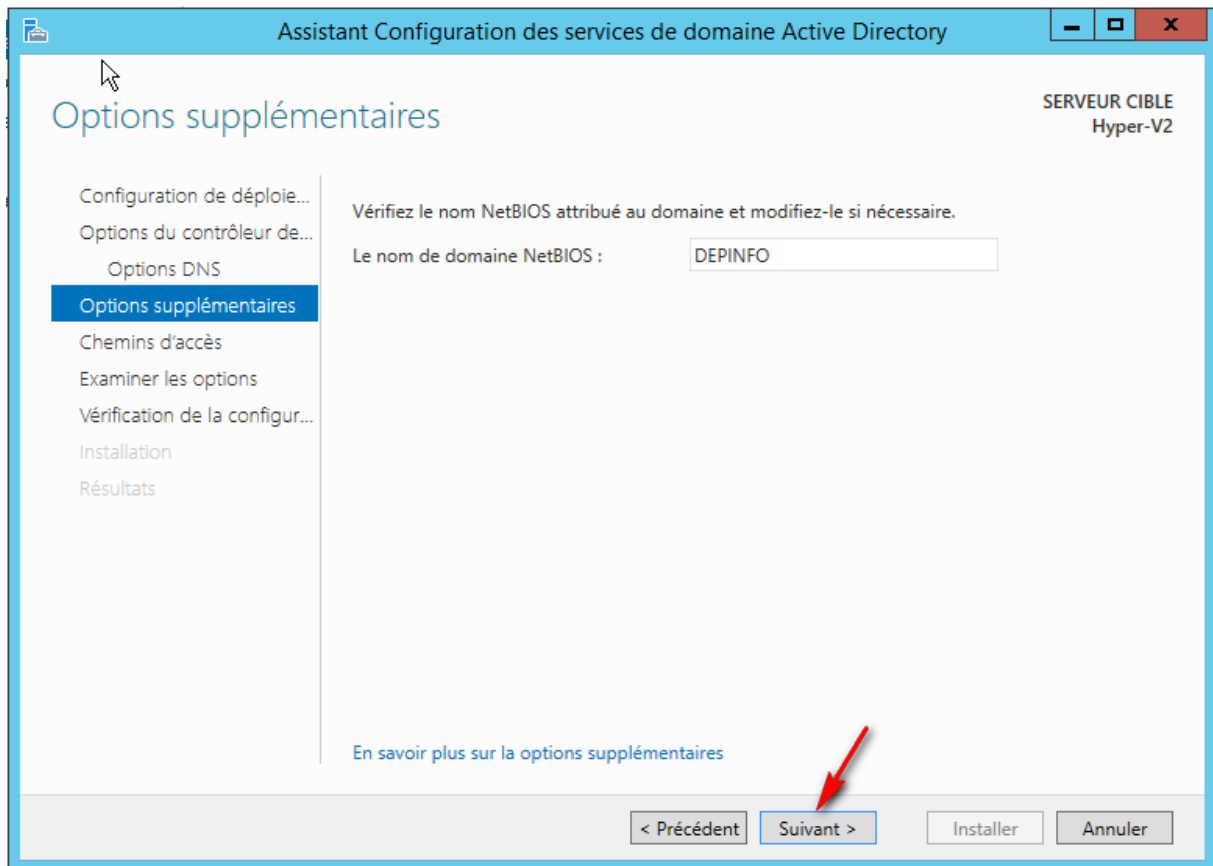 Assistant Configuration des services de domaine Active Directory
Options supplémentaires
SERVEUR CIBLE
Hyper-V2
Configuration de déploie...
Options du contrôleur de...
Options DNS
Options supplémentaires
Chemins d'accès
Examiner les options
Vérification de la configur...
Installation
Résultats
Vérifiez le nom NetBIOS attribué au domaine et modifiez-le si nécessaire.
Le nom de domaine NetBIOS : DEPINFO
En savoir plus sur la options supplémentaires
< Précédent Suivant > Installer Annuler